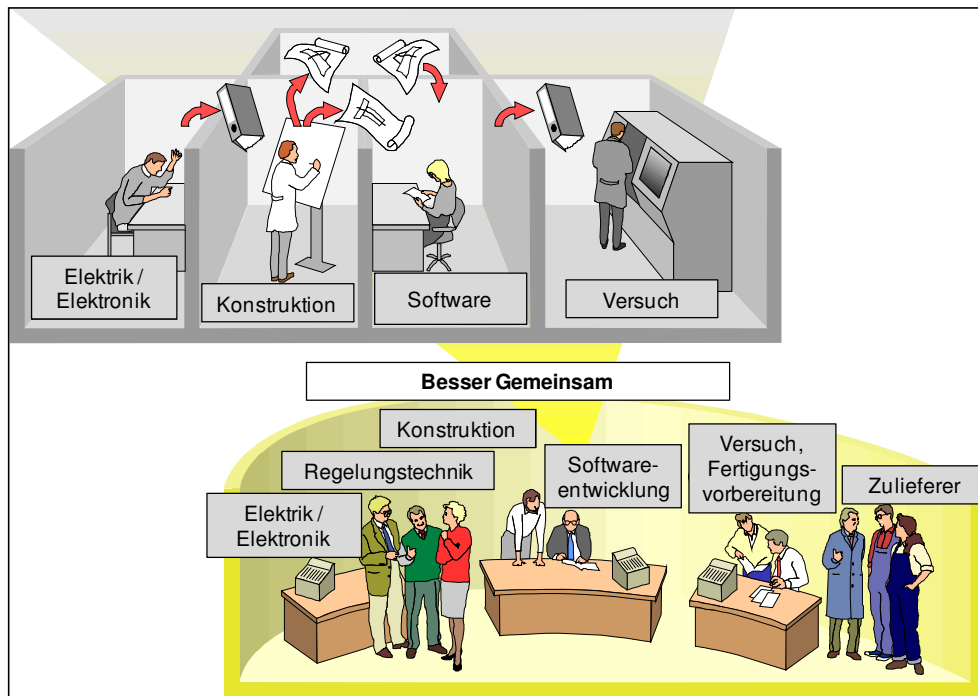 Elektrik /
Elektronik
Konstruktion
Software
Versuch
Besser Gemeinsam
Konstruktion
Regelungstechnik
Elektrik /
Elektronik
Software-
entwicklung
Versuch,
Fertigungs-
vorbereitung
Zulieferer